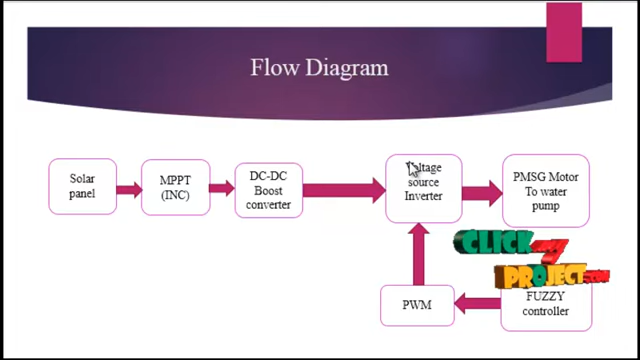 Flow Diagram
Solar
panel
MPPT
(INC)
DC-DC
Boost
converter
Voltage
source
Inverter
PMSG Motor
To water
pump
CLICK
MY
PROJECT.COM
PWM
FUZZY
controller